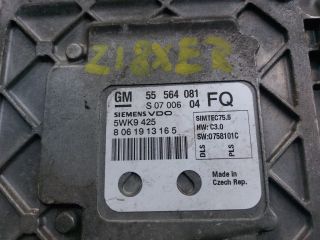 Z18XER
GM 55 564 081 FQ
S 07 006 04
SIEMENS VDO
5WK9 425
8 06 19 13 16 5
SIMTEC75.5
HW: C3.0
SW:0758101C
DLS PLS
Made in
Czech Rep.